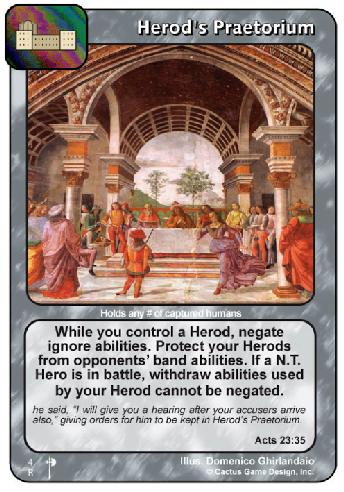 Herod's Praetorium
Holds any # of captured humans
While you control a Herod, negate
ignore abilities. Protect your Herods
from opponents' band abilities. If a N.T.
Hero is in battle, withdraw abilities used
by your Herod cannot be negated.
he said, "I will give you a hearing after your accusers arrive
also," giving orders for him to be kept in Herod's Praetorium.
Acts 23:35
4
R
Illus. Domenico Ghirlandaio
© Cactus Game Design, Inc.